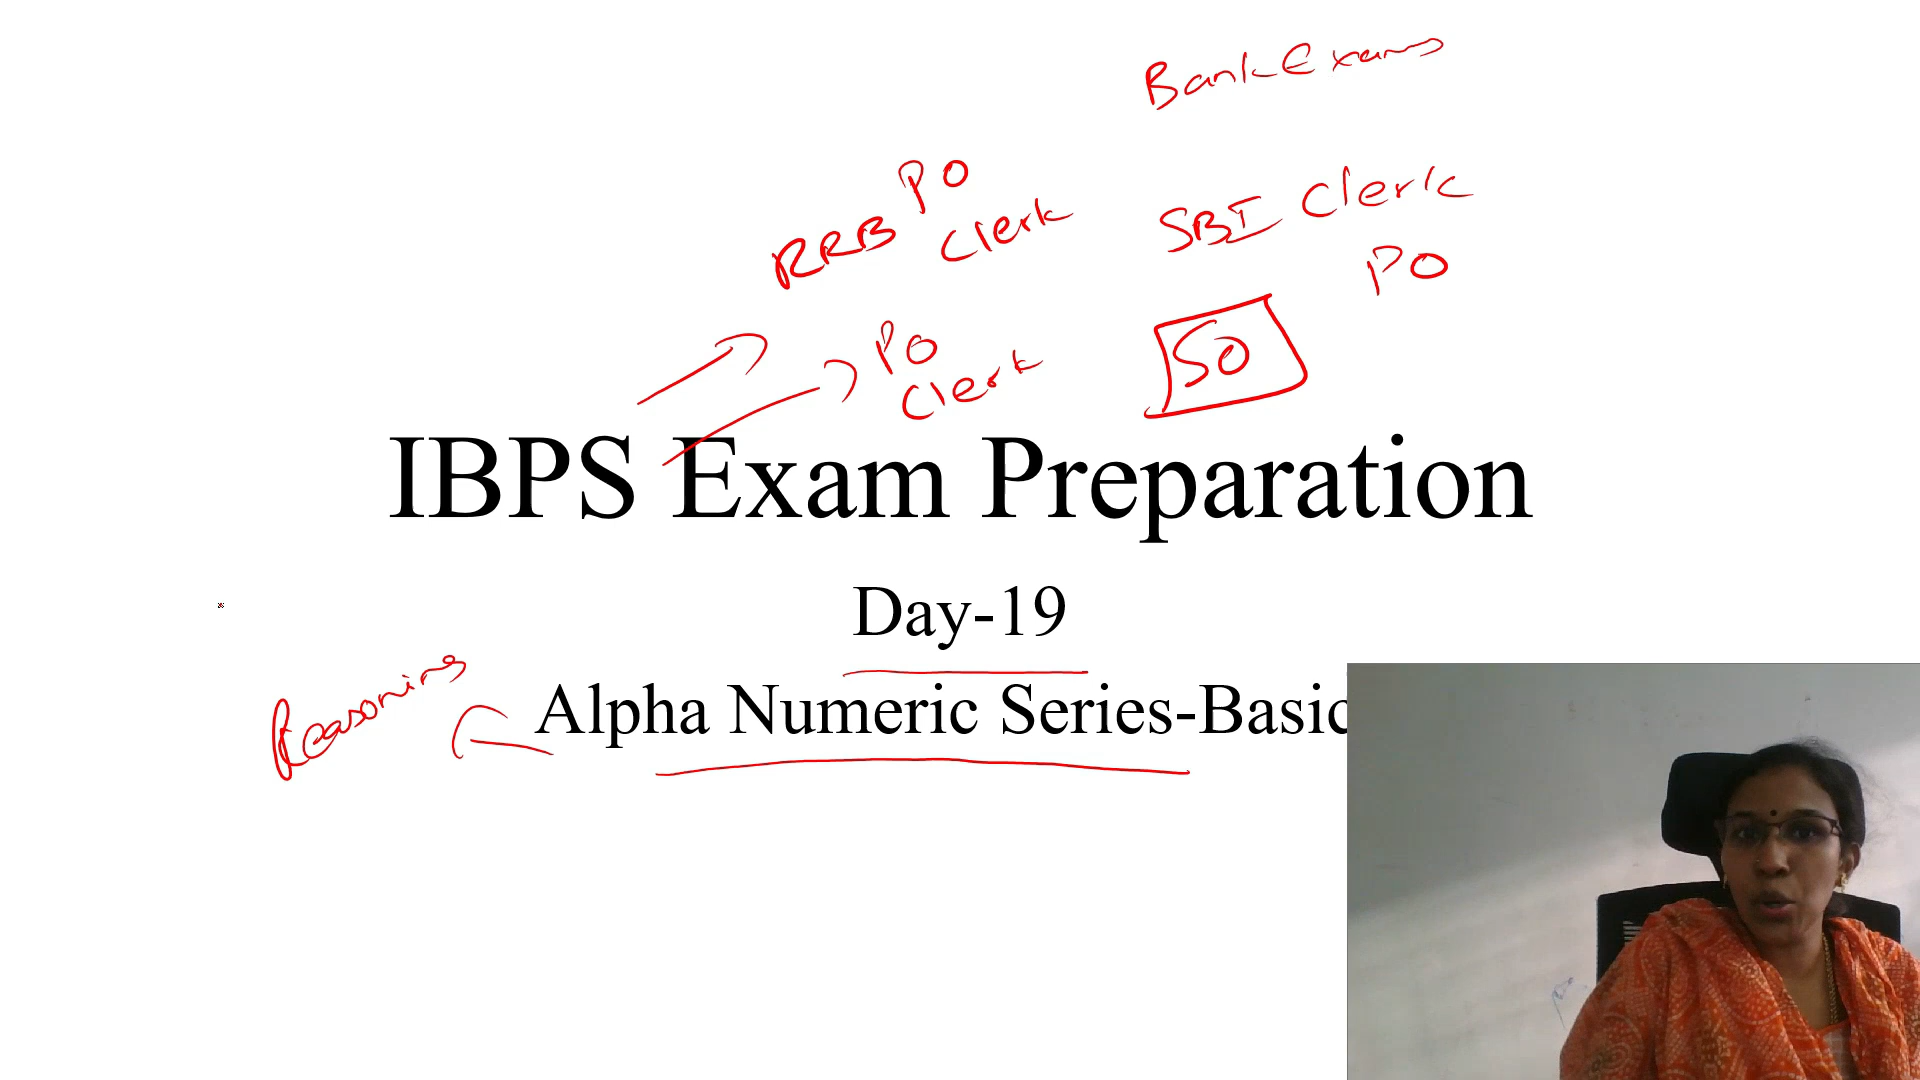 Bank Exams
PO
RRB Clerk
SBI Clerk
PO
PO
Clerk
SO
IBPS Exam Preparation
Day-19
Reasoning
Alpha Numeric Series-Basic